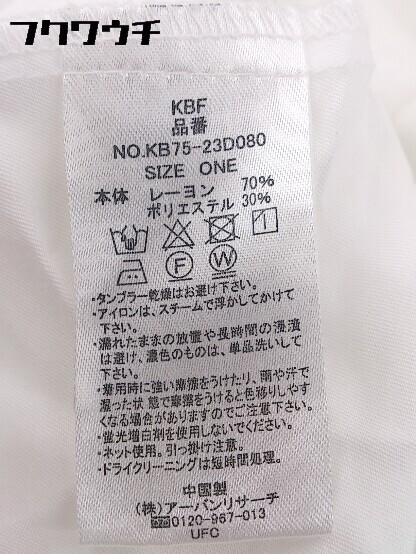 フクワウチ
KBF
品番
NO.KB75-23D080
SIZE ONE
本体 レーヨン 70%
ポリエステル 30%
F W
・タンブラー乾燥はお避け下さい。
・アイロンは、スチームで浮かしてかけて
下さい。
・濡れたままの放置や長時間の浸漬
は避け、濃色のものは、単品洗いして
下さい。
・着用時に強い摩擦をうけたり、雨や汗で
湿った状態で摩擦をうけると色移りしやす
くなる場合がありますのでご注意下さい。
・蛍光増白剤を使用しないでください。
・ネット使用。引っ掛け注意。
・ドライクリーニングは短時間処理。
中国製
(株)アーバンリサーチ
0120-967-013
UFC